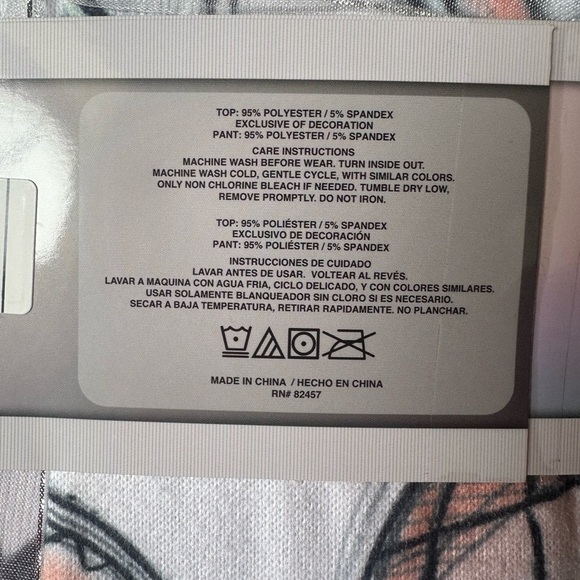 TOP: 95% POLYESTER / 5% SPANDEX
EXCLUSIVE OF DECORATION
PANT: 95% POLYESTER / 5% SPANDEX
CARE INSTRUCTIONS
MACHINE WASH BEFORE WEAR. TURN INSIDE OUT.
MACHINE WASH COLD, GENTLE CYCLE, WITH SIMILAR COLORS.
ONLY NON CHLORINE BLEACH IF NEEDED. TUMBLE DRY LOW,
REMOVE PROMPTLY. DO NOT IRON.
TOP: 95% POLIÉSTER / 5% SPANDEX
EXCLUSIVO DE DECORACIÓN
PANT: 95% POLIÉSTER / 5% SPANDEX
INSTRUCCIONES DE CUIDADO
LAVAR ANTES DE USAR. VOLTEAR AL REVÉS.
LAVAR A MAQUINA CON AGUA FRIA, CICLO DELICADO, Y CON COLORES SIMILARES.
USAR SOLAMENTE BLANQUEADOR SIN CLORO SI ES NECESARIO.
SECAR A BAJA TEMPERATURA, RETIRAR RAPIDAMENTE. NO PLANCHAR.
MADE IN CHINA / HECHO EN CHINA
RN# 82457